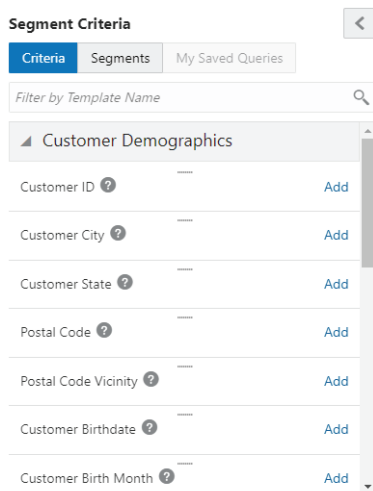 Segment Criteria
Criteria Segments My Saved Queries
Filter by Template Name
Customer Demographics
Customer ID ? Add
Customer City ? Add
Customer State ? Add
Postal Code ? Add
Postal Code Vicinity ? Add
Customer Birthdate ? Add
Customer Birth Month ? Add